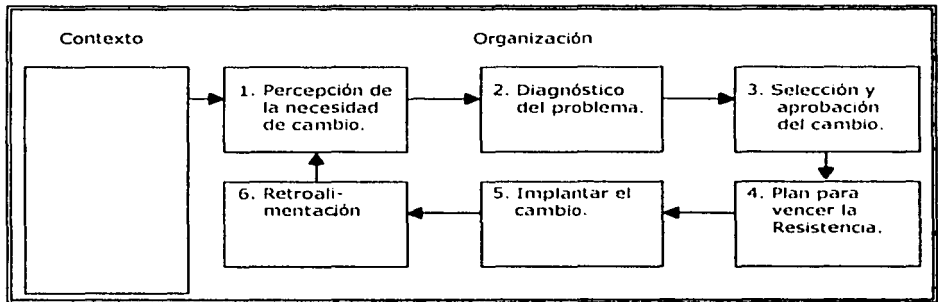 Contexto
Organización
1. Percepción de
la necesidad
de cambio.
2. Diagnóstico
del problema.
3. Selección y
aprobación
del cambio.
6. Retroali-
mentación
5. Implantar el
cambio.
4. Plan para
vencer la
Resistencia.